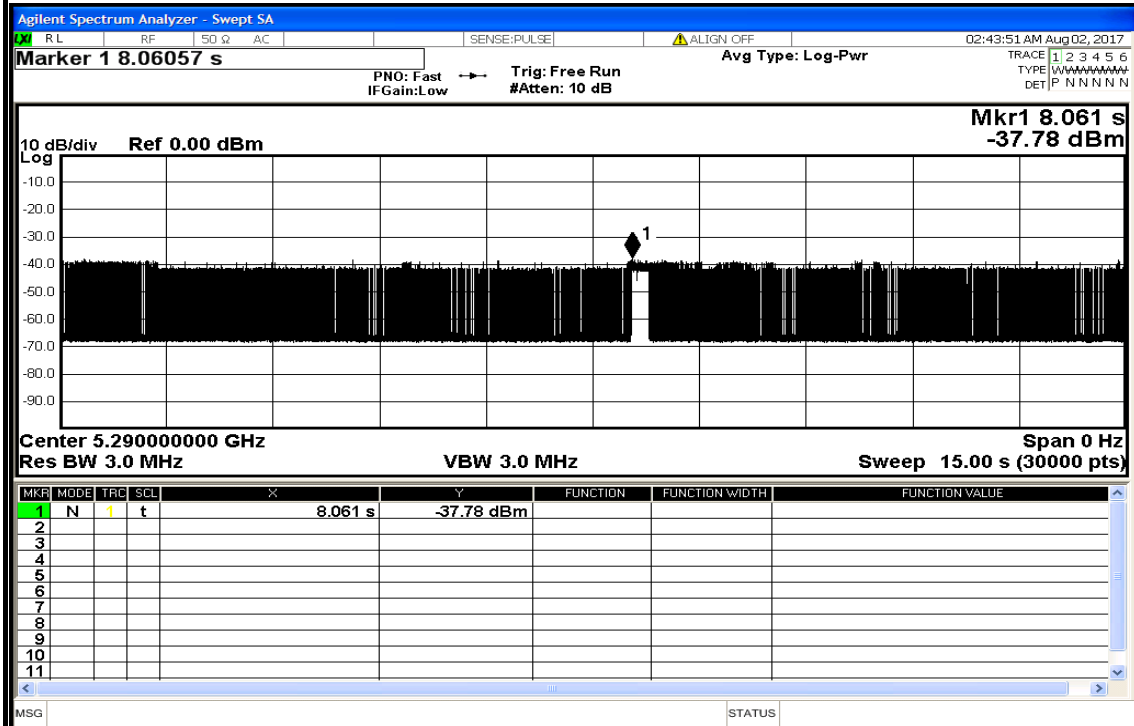 Agilent Spectrum Analyzer - Swept SA
LXI RL RF 50 Ω AC SENSE:PULSE ALIGN OFF 02:43:51 AM Aug 02, 2017
Marker 1 8.06057 s Avg Type: Log-Pwr TRACE 1 2 3 4 5 6
PNO: Fast Trig: Free Run TYPE WWWWWW
IFGain:Low #Atten: 10 dB DET P N N N N N
Mkr1 8.061 s
10 dB/div Ref 0.00 dBm -37.78 dBm
Log
-10.0
-20.0
-30.0
1
-40.0
-50.0
-60.0
-70.0
-80.0
-90.0
Center 5.290000000 GHz Span 0 Hz
Res BW 3.0 MHz VBW 3.0 MHz Sweep 15.00 s (30000 pts)
MKR MODE TRC SCL X Y FUNCTION FUNCTION WIDTH FUNCTION VALUE
1 N 1 t 8.061 s -37.78 dBm
2
3
4
5
6
7
8
9
10
11
MSG STATUS